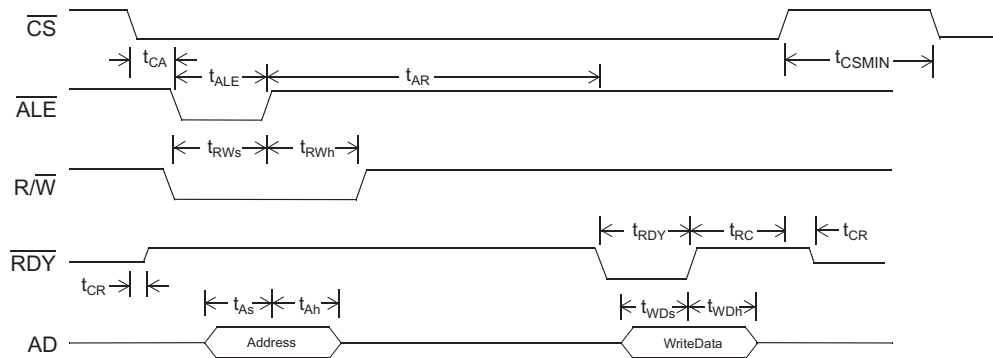 CS
tCA
tALE
tAR
tCSMIN
ALE
tRWs
tRWh
R/W
tRDY
tRC
tCR
RDY
tCR
tAs
tAh
tWDs
tWDh
AD
Address
WriteData